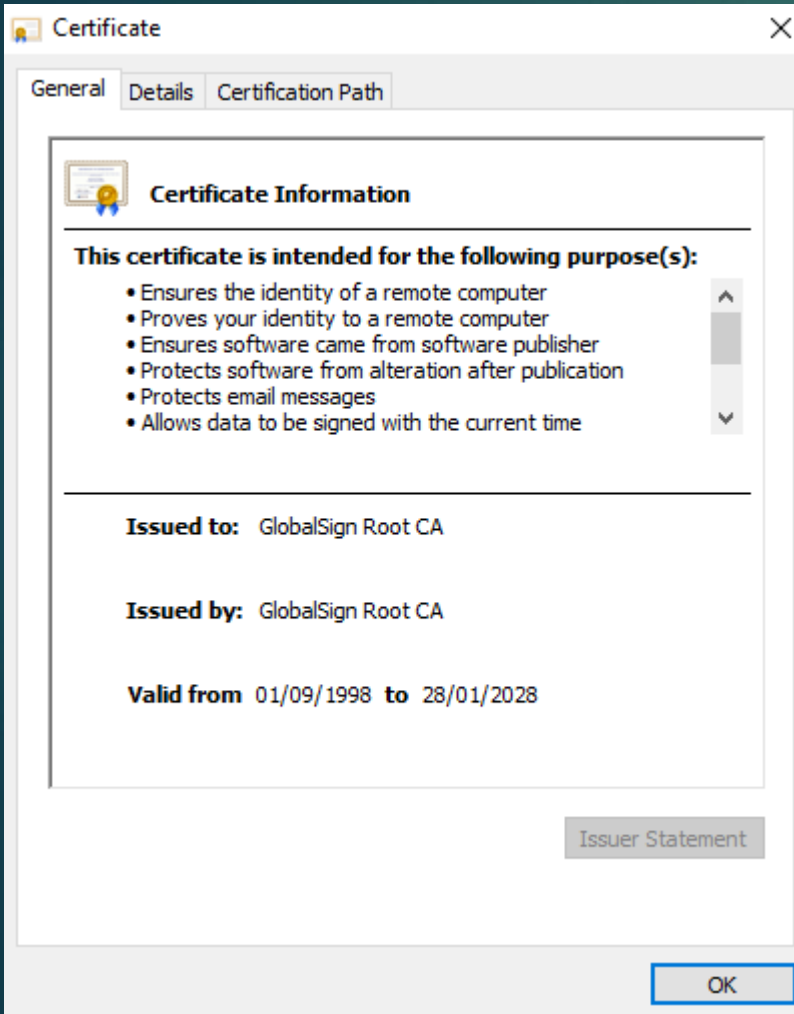 Certificate
General Details Certification Path
Certificate Information
This certificate is intended for the following purpose(s):
• Ensures the identity of a remote computer
• Proves your identity to a remote computer
• Ensures software came from software publisher
• Protects software from alteration after publication
• Protects email messages
• Allows data to be signed with the current time
Issued to: GlobalSign Root CA
Issued by: GlobalSign Root CA
Valid from 01/09/1998 to 28/01/2028
Issuer Statement
OK